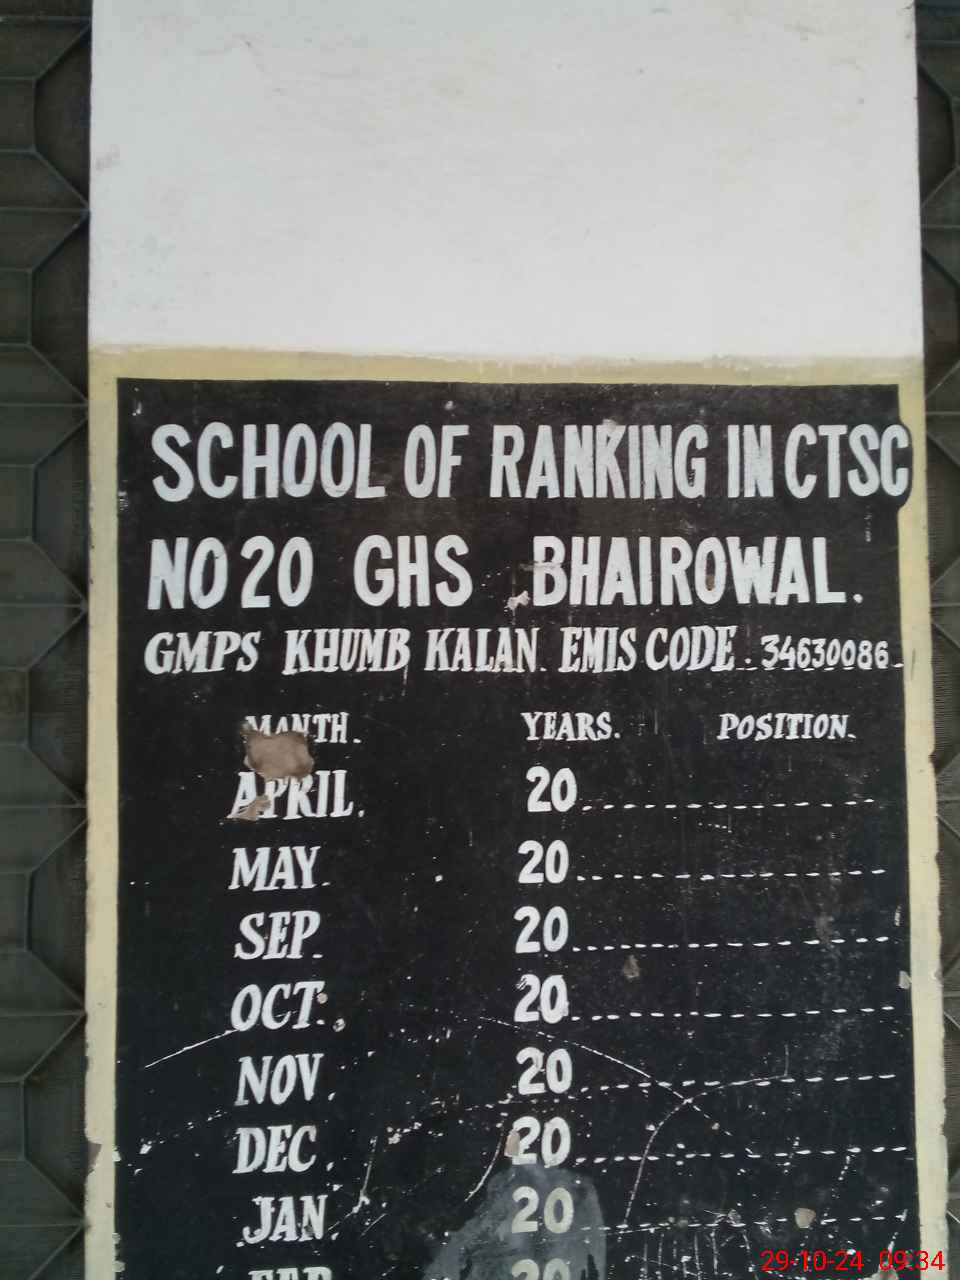 SCHOOL OF RANKING IN CTSC
NO 20 GHS BHAIROWAL.
GMPS KHUMB KALAN. EMIS CODE. 34630086.
MANTH. YEARS. POSITION.
APRIL. 20
MAY. 20
SEP. 20
OCT. 20
NOV. 20
DEC. 20
JAN. 20
29-10-24 09:34